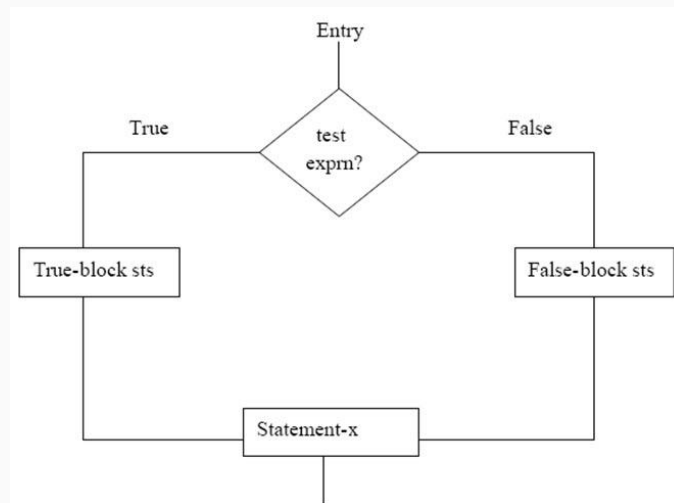 Entry
True
False
test
exprn?
True-block sts
False-block sts
Statement-x